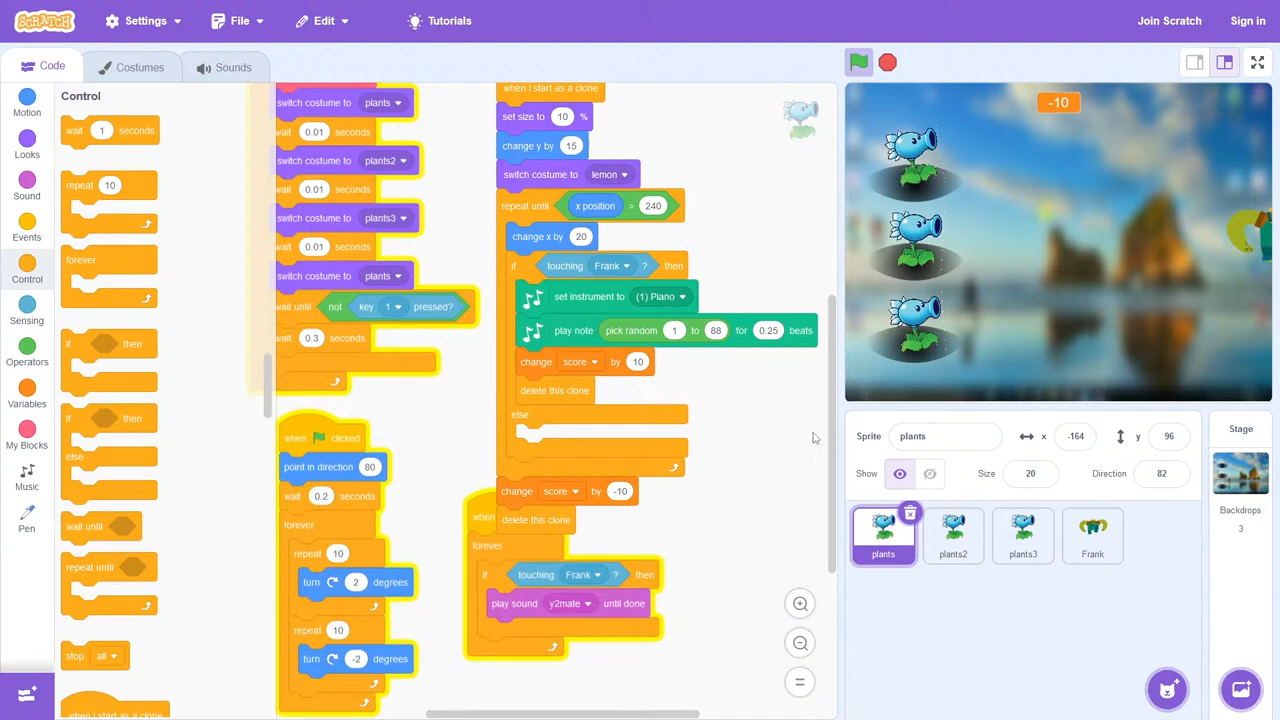 SCRATCH
Settings
File
Edit
Tutorials
Join Scratch
Sign in
Code
Costumes
Sounds
Motion
Looks
Sound
Events
Control
Sensing
Operators
Variables
My Blocks
Music
Pen
Control
wait 1 seconds
repeat 10
forever
if then
if then
else
wait until
repeat until
stop all
when I start as a clone
switch costume to plants
wait 0.01 seconds
switch costume to plants2
wait 0.01 seconds
switch costume to plants3
wait 0.01 seconds
switch costume to plants
wait until not key 1 pressed?
wait 0.3 seconds
when clicked
point in direction 80
wait 0.2 seconds
forever
repeat 10
turn 2 degrees
repeat 10
turn -2 degrees
when I start as a clone
set size to 10 %
change y by 15
switch costume to lemon
repeat until x position > 240
change x by 20
if touching Frank ? then
set instrument to (1) Piano
play note pick random 1 to 88 for 0.25 beats
change score by 10
delete this clone
else
change score by -10
delete this clone
when
forever
if touching Frank ? then
play sound y2mate until done
-10
Sprite plants x -164 y 96
Show Size 20 Direction 82
plants
plants2
plants3
Frank
Stage
Backdrops
3